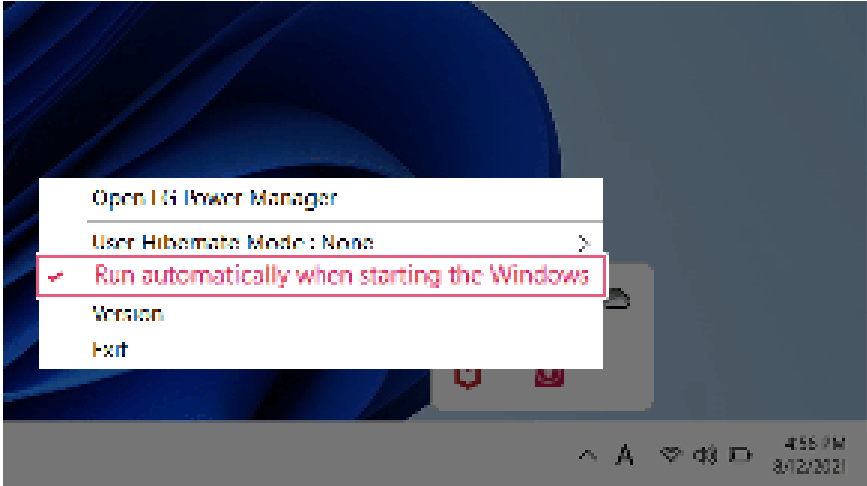 Open LG Power Manager
User Hibernate Mode : None
Run automatically when starting the Windows
Version
Exit
A
4:56 PM
8/12/2021